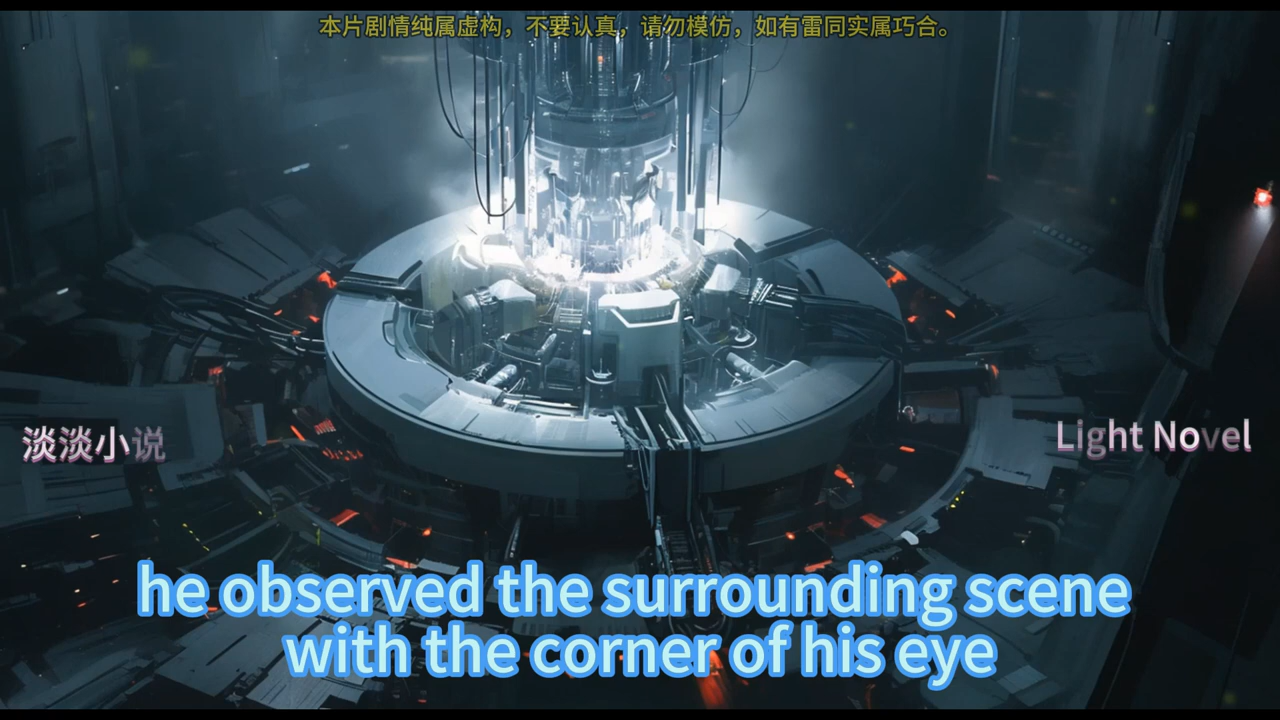 本片剧情纯属虚构，不要认真，请勿模仿，如有雷同实属巧合。
淡淡小说
Light Novel
he observed the surrounding scene
with the corner of his eye